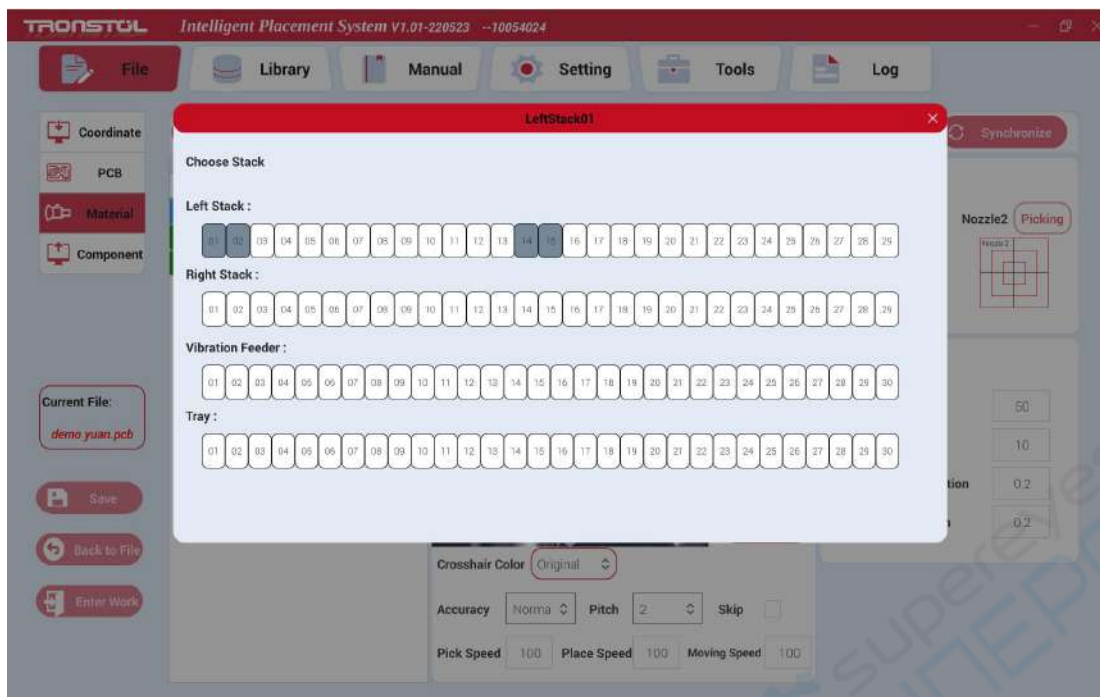 TRONSTOL Intelligent Placement System V1.01-220523 --10054024
File Library Manual Setting Tools Log
LeftStack01
Coordinate
PCB
Material
Component
Synchronize
Choose Stack
Left Stack :
01 02 03 04 05 06 07 08 09 10 11 12 13 14 15 16 17 18 19 20 21 22 23 24 25 26 27 28 29
Right Stack :
01 02 03 04 05 06 07 08 09 10 11 12 13 14 15 16 17 18 19 20 21 22 23 24 25 26 27 28 29
Vibration Feeder :
01 02 03 04 05 06 07 08 09 10 11 12 13 14 15 16 17 18 19 20 21 22 23 24 25 26 27 28 29 30
Tray :
01 02 03 04 05 06 07 08 09 10 11 12 13 14 15 16 17 18 19 20 21 22 23 24 25 26 27 28 29 30
Nozzle2 Picking
Nozzle 2
Current File:
demo yuan.pcb
Save
Back to File
Enter Work
50
10
tion 0.2
0.2
Crosshair Color Original
Accuracy Norma Pitch 2 Skip
Pick Speed 100 Place Speed 100 Moving Speed 100
supereye